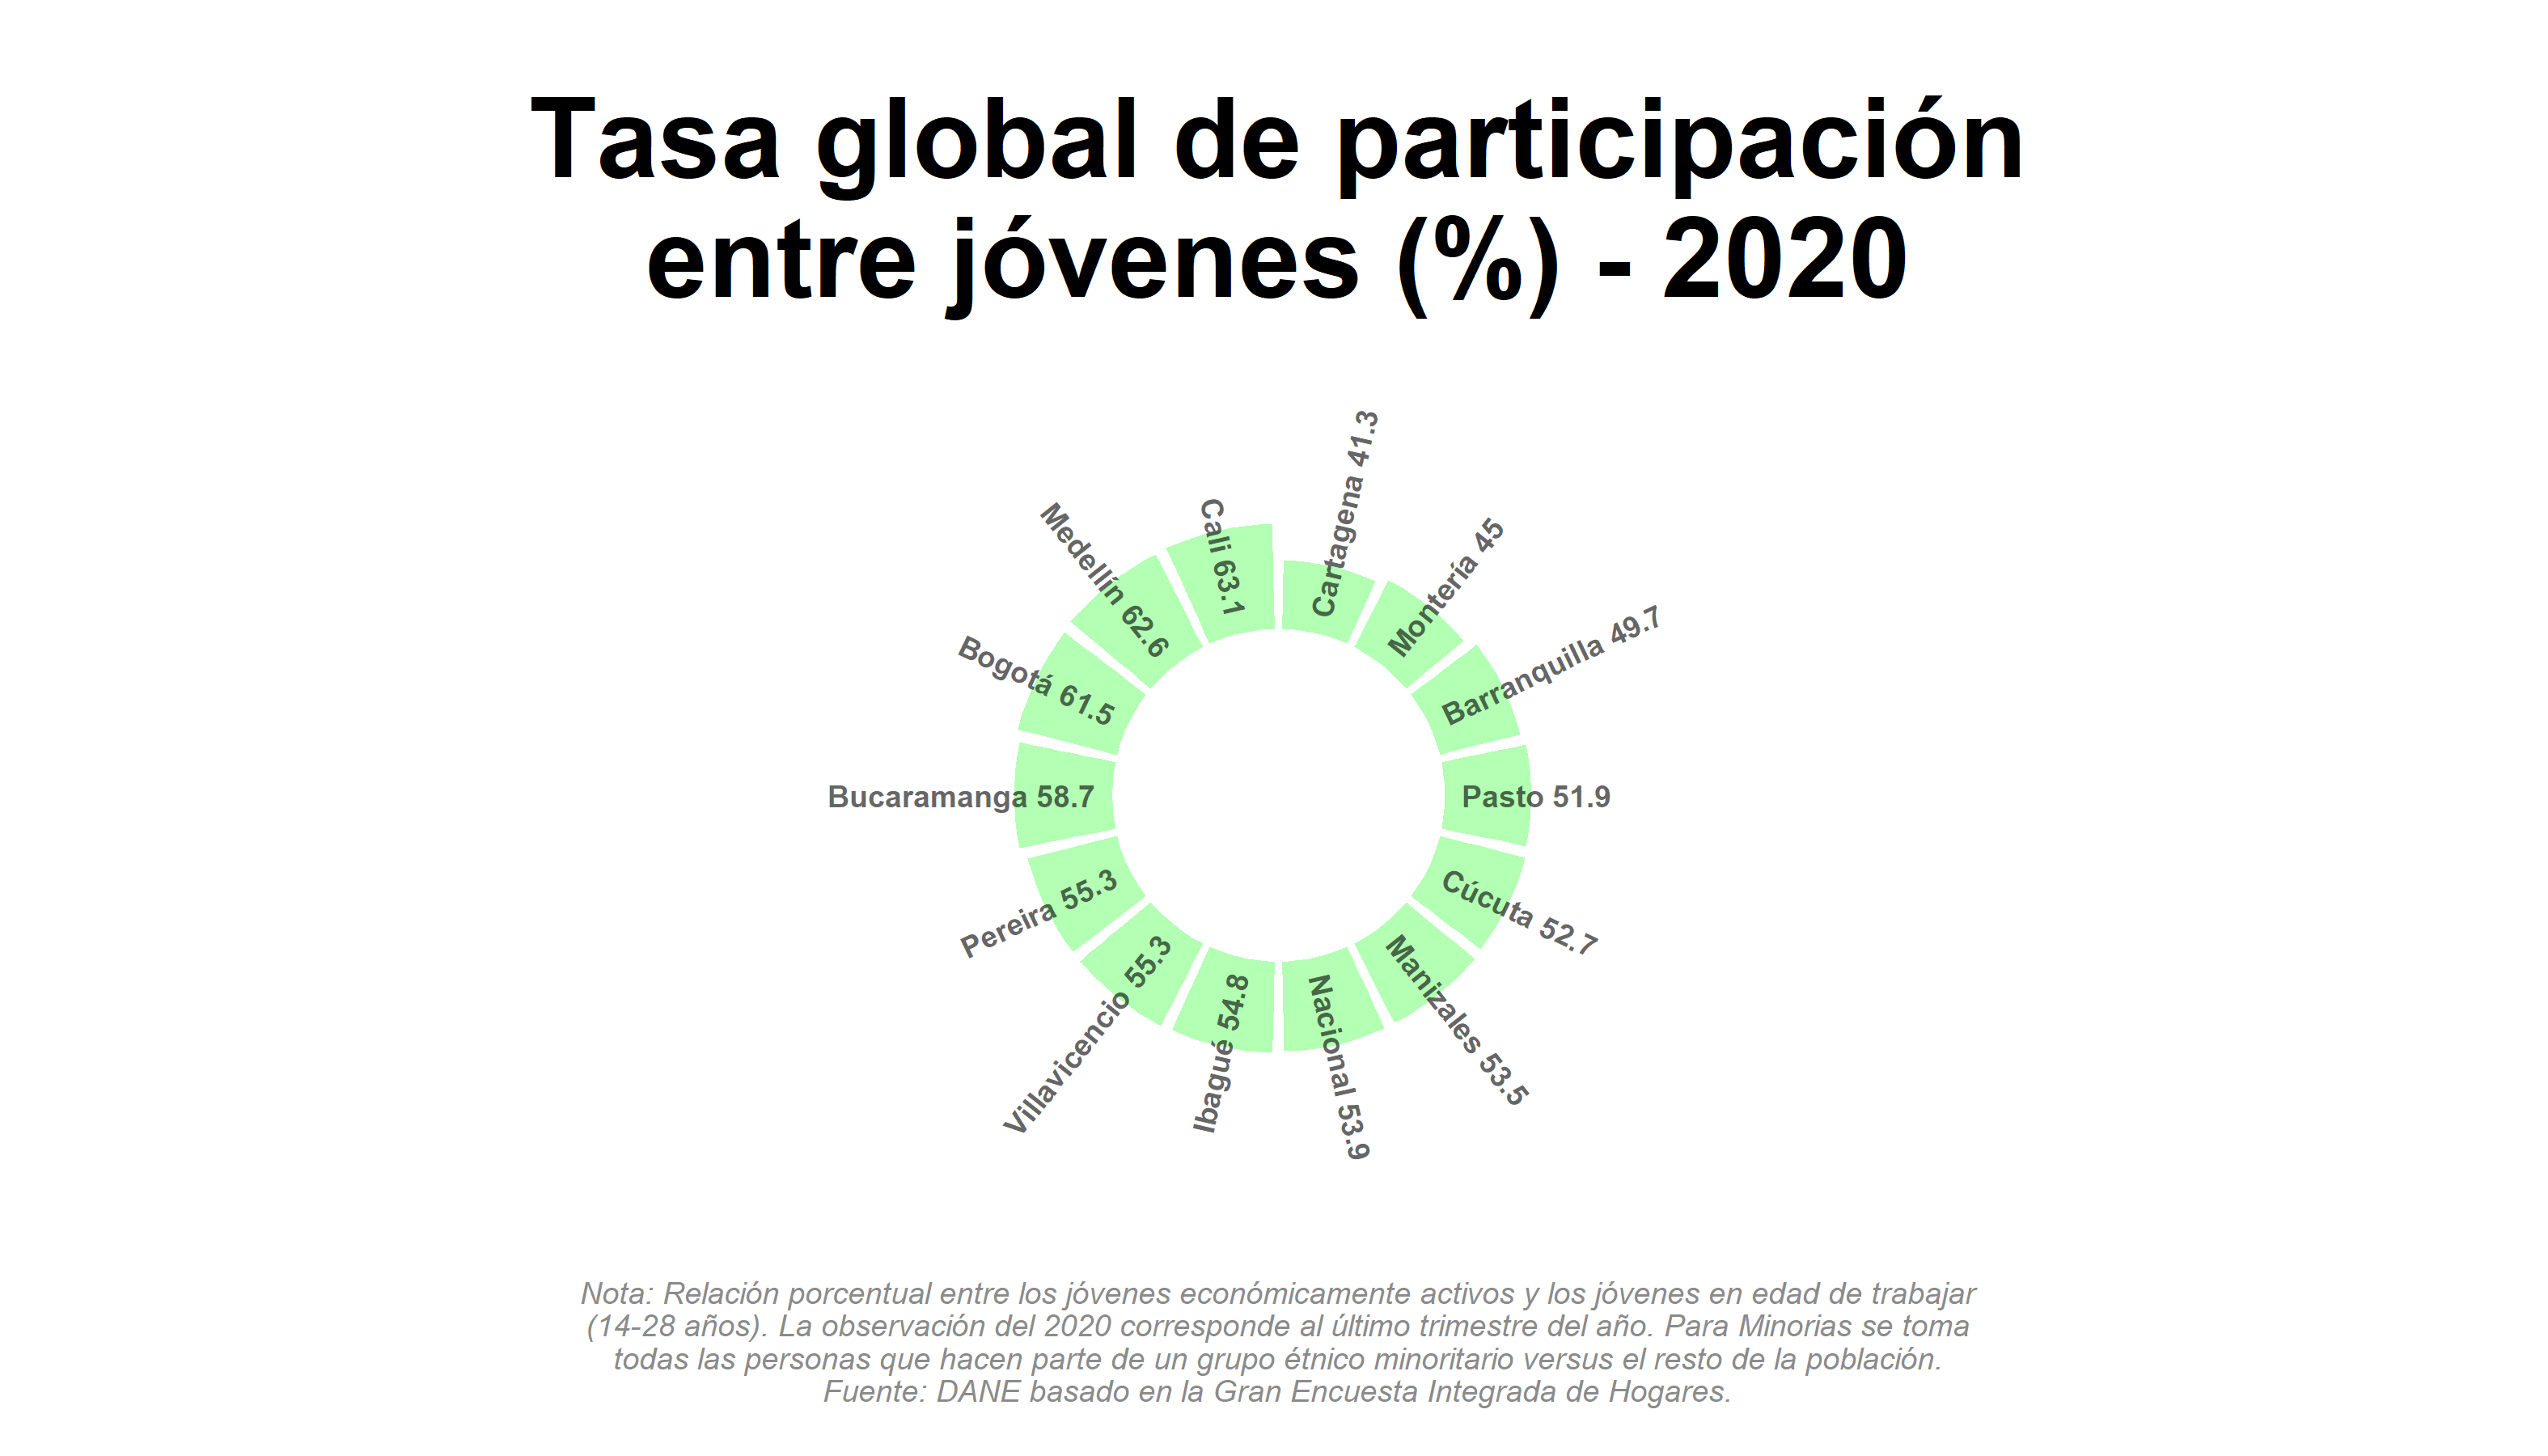 Tasa global de participación
entre jóvenes (%) - 2020
Cartagena 41.3
Montería 45
Barranquilla 49.7
Pasto 51.9
Cúcuta 52.7
Manizales 53.5
Nacional 53.9
Ibagué 54.8
Villavicencio 55.3
Pereira 55.3
Bucaramanga 58.7
Bogotá 61.5
Medellín 62.6
Cali 63.1
Nota: Relación porcentual entre los jóvenes económicamente activos y los jóvenes en edad de trabajar
(14-28 años). La observación del 2020 corresponde al último trimestre del año. Para Minorias se toma
todas las personas que hacen parte de un grupo étnico minoritario versus el resto de la población.
Fuente: DANE basado en la Gran Encuesta Integrada de Hogares.